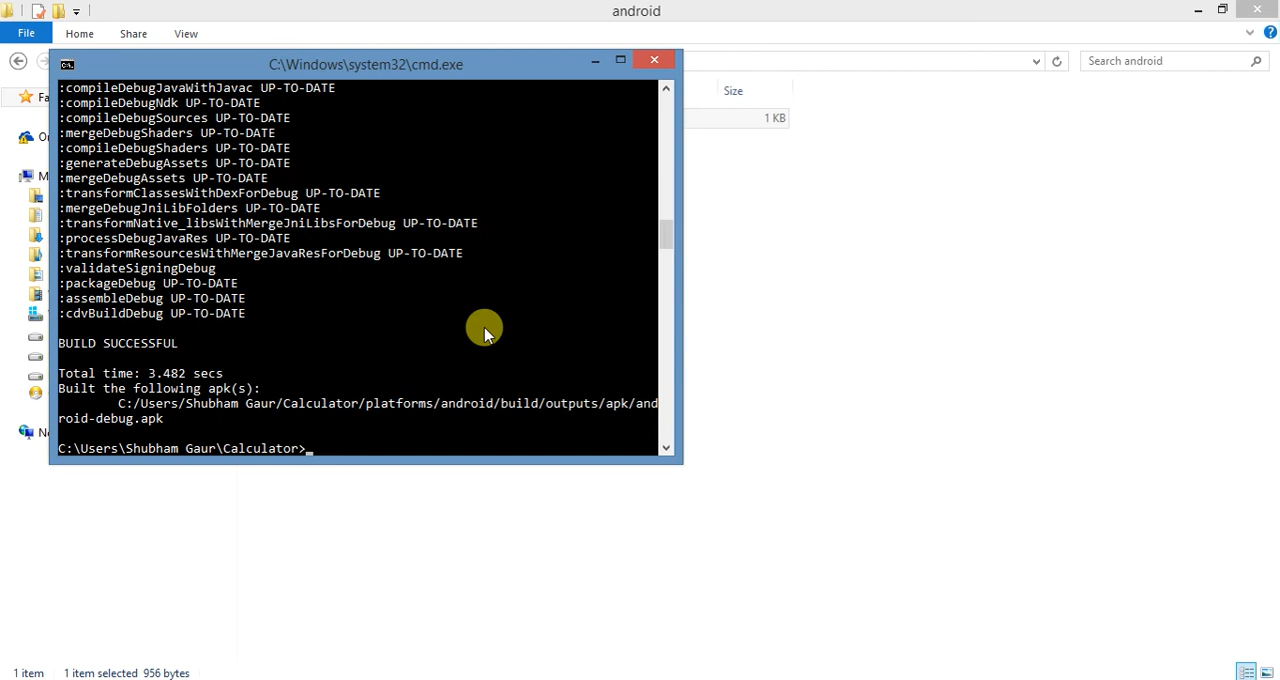 android
File
Home
Share
View
C:\Windows\system32\cmd.exe
Search android
Fa
Size
On
1 KB
M
Ne
:compileDebugJavaWithJavac UP-TO-DATE
:compileDebugNdk UP-TO-DATE
:compileDebugSources UP-TO-DATE
:mergeDebugShaders UP-TO-DATE
:compileDebugShaders UP-TO-DATE
:generateDebugAssets UP-TO-DATE
:mergeDebugAssets UP-TO-DATE
:transformClassesWithDexForDebug UP-TO-DATE
:mergeDebugJniLibFolders UP-TO-DATE
:transformNative_libsWithMergeJniLibsForDebug UP-TO-DATE
:processDebugJavaRes UP-TO-DATE
:transformResourcesWithMergeJavaResForDebug UP-TO-DATE
:validateSigningDebug
:packageDebug UP-TO-DATE
:assembleDebug UP-TO-DATE
:cdvBuildDebug UP-TO-DATE
BUILD SUCCESSFUL
Total time: 3.482 secs
Built the following apk(s):
C:/Users/Shubham Gaur/Calculator/platforms/android/build/outputs/apk/and
roid-debug.apk
C:\Users\Shubham Gaur\Calculator>_
1 item
1 item selected 956 bytes